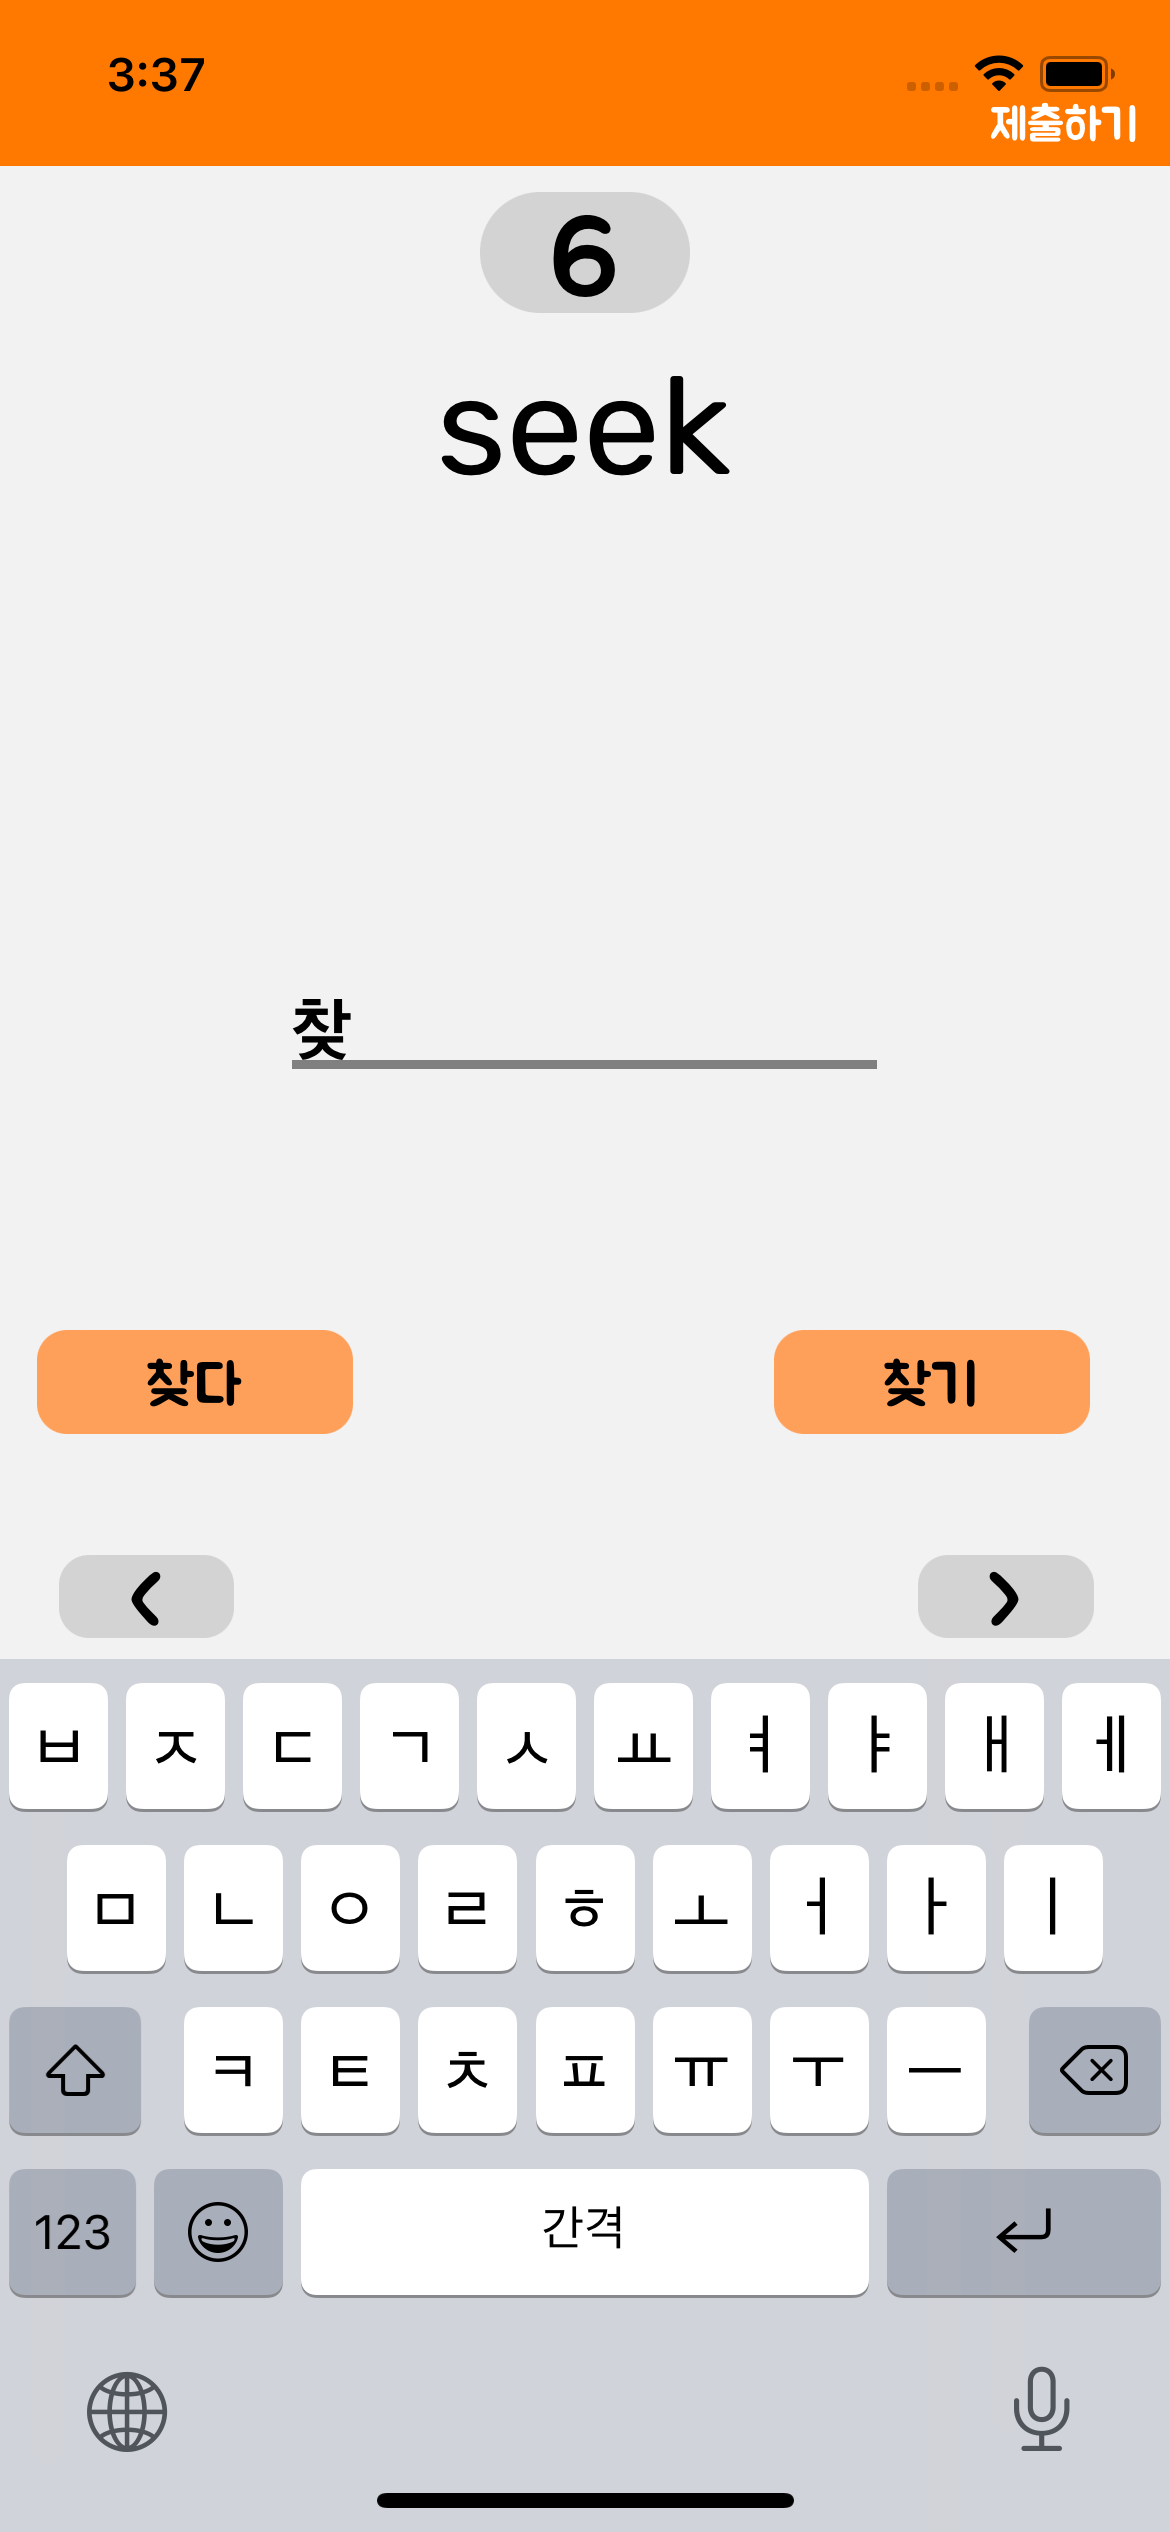 3:37
제출하기
6
seek
찾
찾다
찾기
ㅂ ㅈ ㄷ ㄱ ㅅ ㅛ ㅕ ㅑ ㅐ ㅔ
ㅁ ㄴ ㅇ ㄹ ㅎ ㅗ ㅓ ㅏ ㅣ
ㅋ ㅌ ㅊ ㅍ ㅠ ㅜ ㅡ
123 간격